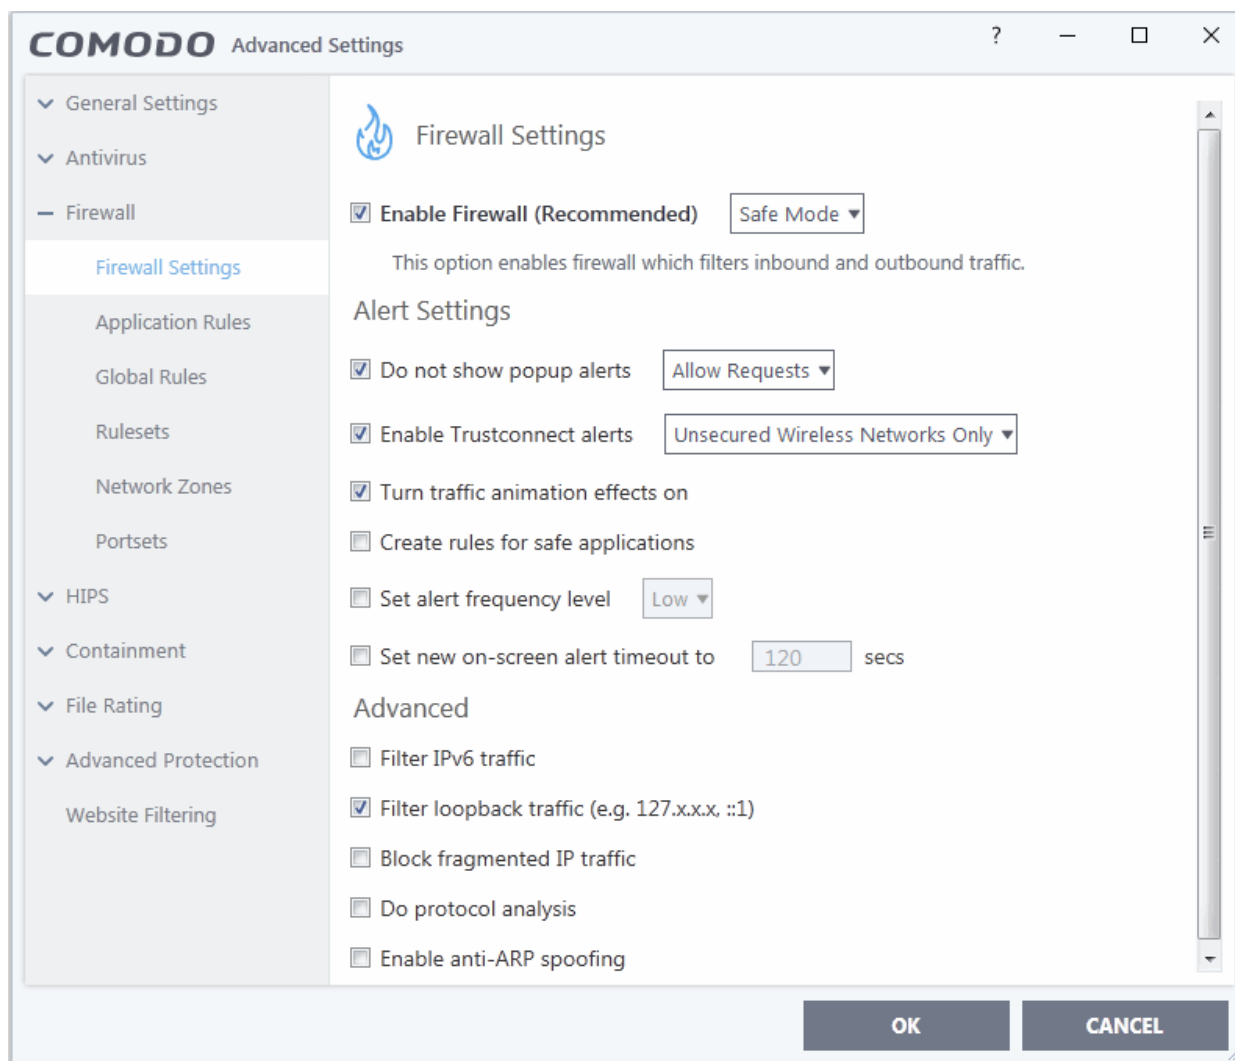 COMODO Advanced Settings ?
General Settings
Antivirus
Firewall
Firewall Settings
Application Rules
Global Rules
Rulesets
Network Zones
Portsets
HIPS
Containment
File Rating
Advanced Protection
Website Filtering
Firewall Settings
Enable Firewall (Recommended) Safe Mode
This option enables firewall which filters inbound and outbound traffic.
Alert Settings
Do not show popup alerts Allow Requests
Enable Trustconnect alerts Unsecured Wireless Networks Only
Turn traffic animation effects on
Create rules for safe applications
Set alert frequency level Low
Set new on-screen alert timeout to 120 secs
Advanced
Filter IPv6 traffic
Filter loopback traffic (e.g. 127.x.x.x, ::1)
Block fragmented IP traffic
Do protocol analysis
Enable anti-ARP spoofing
OK CANCEL